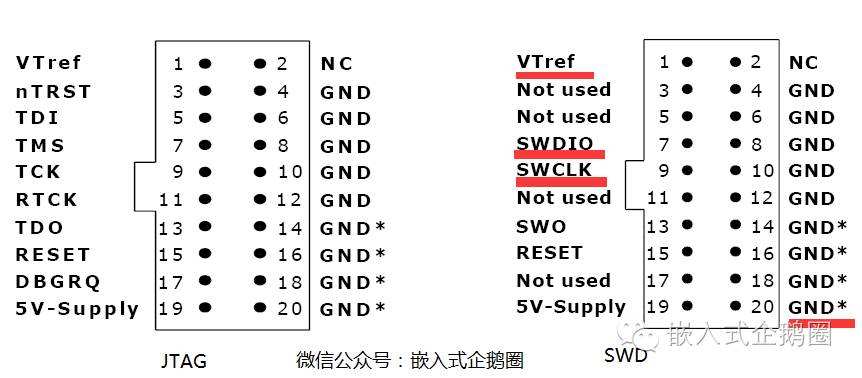 VTref 1 2 NC VTref 1 2 NC
nTRST 3 4 GND Not used 3 4 GND
TDI 5 6 GND Not used 5 6 GND
TMS 7 8 GND SWDIO 7 8 GND
TCK 9 10 GND SWCLK 9 10 GND
RTCK 11 12 GND Not used 11 12 GND
TDO 13 14 GND* SWO 13 14 GND*
RESET 15 16 GND* RESET 15 16 GND*
DBGRQ 17 18 GND* Not used 17 18 GND*
5V-Supply 19 20 GND* 5V-Supply 19 20 GND*
嵌入式企鹅圈
JTAG 微信公众号：嵌入式企鹅圈 SWD